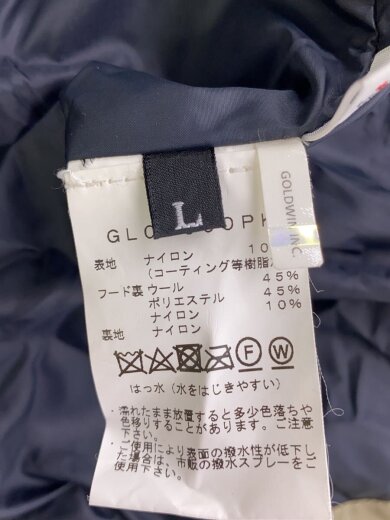 L
GOLDWIN INC
表地 ナイロン
(コーティング等樹脂
フード裏 ウール 45%
ポリエステル 45%
ナイロン 10%
裏地 ナイロン
F W
はっ水 (水をはじきやすい)
・濡れたまま放置すると多少色落ちや
色移りすることがあります。ご注意
下さい。
・ご使用により表面の撥水性が低下し
た場合は、市販の撥水スプレーをご
使用下さい。